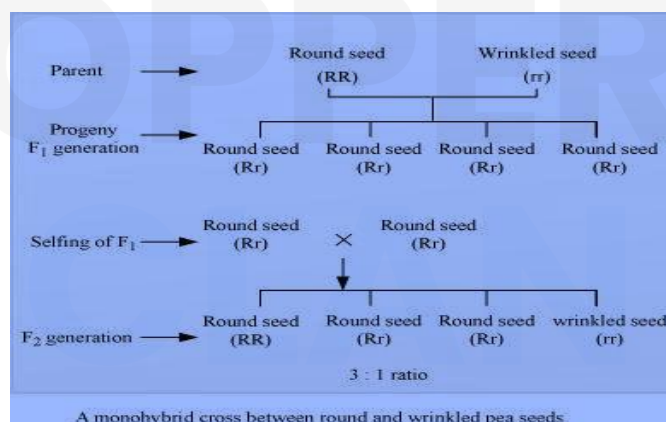 Round seed Wrinkled seed
Parent (RR) (rr)
Progeny
F₁ generation Round seed Round seed Round seed Round seed
(Rr) (Rr) (Rr) (Rr)
Round seed Round seed
Selfing of F₁ (Rr) × (Rr)
Round seed Round seed Round seed wrinkled seed
F₂ generation (RR) (Rr) (Rr) (rr)
3 : 1 ratio
A monohybrid cross between round and wrinkled pea seeds.